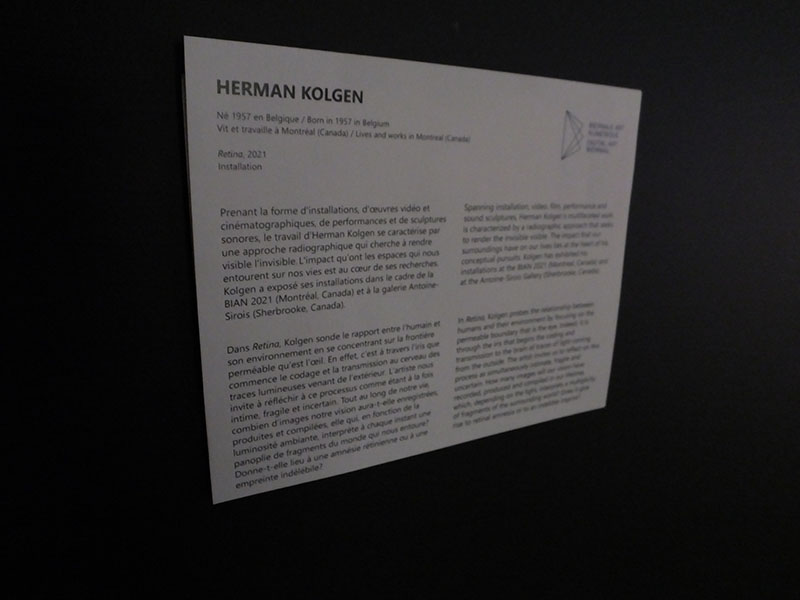 HERMAN KOLGEN
Né 1957 en Belgique / Born in 1957 in Belgium
Vit et travaille à Montréal (Canada) / Lives and works in Montreal (Canada)
Retina, 2021
Installation
BIENNALE ART
NUMÉRIQUE
DIGITAL ART
BIENNIAL
Prenant la forme d'installations, d'œuvres vidéo et
cinématographiques, de performances et de sculptures
sonores, le travail d'Herman Kolgen se caractérise par
une approche radiographique qui cherche à rendre
visible l'invisible. L'impact qu'ont les espaces qui nous
entourent sur nos vies est au cœur de ses recherches.
Kolgen a exposé ses installations dans le cadre de la
BIAN 2021 (Montréal, Canada) et à la galerie Antoine-
Sirois (Sherbrooke, Canada).
Dans Retina, Kolgen sonde le rapport entre l'humain et
son environnement en se concentrant sur la frontière
perméable qu'est l'œil. En effet, c'est à travers l'iris que
commence le codage et la transmission au cerveau des
traces lumineuses venant de l'extérieur. L'artiste nous
invite à réfléchir à ce processus comme étant à la fois
intime, fragile et incertain. Tout au long de notre vie,
combien d'images notre vision aura-t-elle enregistrées,
produites et compilées, elle qui, en fonction de la
luminosité ambiante, interprète à chaque instant une
panoplie de fragments du monde qui nous entoure?
Donne-t-elle lieu à une amnésie rétinienne ou à une
empreinte indélébile?
Spanning installation, video, film, performance and
sound sculptures, Herman Kolgen's multifaceted work
is characterized by a radiographic approach that seeks
to render the invisible visible. The impact that our
surroundings have on our lives lies at the heart of his
conceptual pursuits. Kolgen has exhibited his
installations at the BIAN 2021 (Montreal, Canada) and
at the Antoine-Sirois Gallery (Sherbrooke, Canada).
In Retina, Kolgen probes the relationship between
humans and their environment by focusing on the
permeable boundary that is the eye. Indeed, it is
through the iris that begins the coding and
transmission to the brain of traces of light coming
from the outside. The artist invites us to reflect on this
process as simultaneously intimate, fragile and
uncertain. How many images will our vision have
recorded, produced and compiled in our lifetime,
which, depending on the light, interprets a multiplicity
of fragments of the surrounding world? Does it give
rise to retinal amnesia or to an indelible imprint?